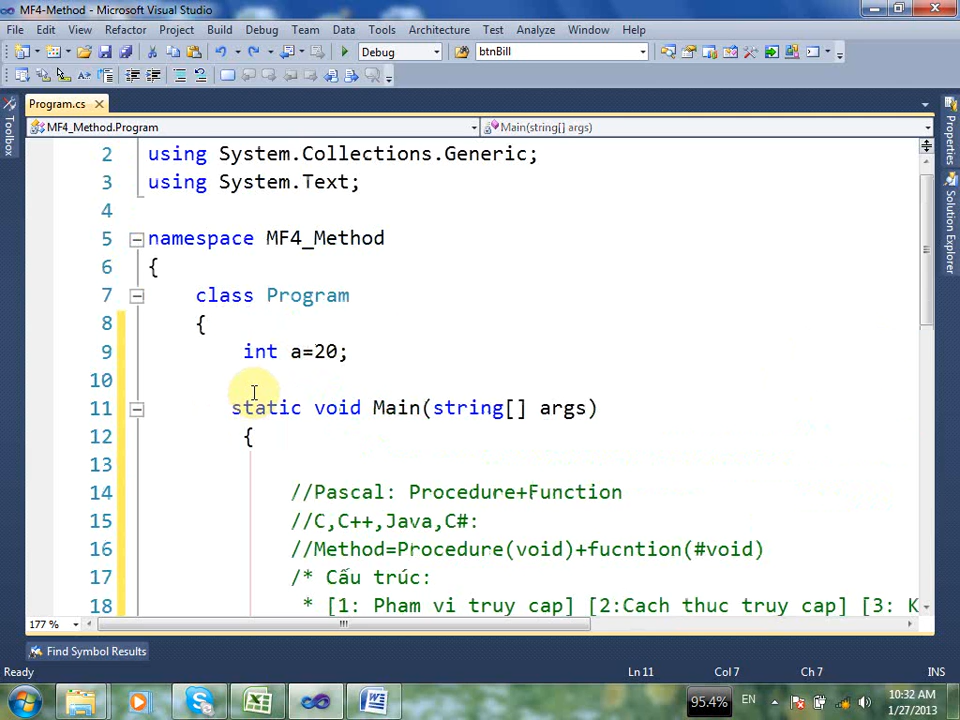 MF4-Method - Microsoft Visual Studio
File Edit View Refactor Project Build Debug Team Data Tools Architecture Test Analyze Window Help
Debug btnBill
Program.cs
MF4_Method.Program Main(string[] args)
Toolbox
Properties
Solution Explorer
2 using System.Collections.Generic;
3 using System.Text;
4
5 namespace MF4_Method
6 {
7 class Program
8 {
9 int a=20;
10
11 static void Main(string[] args)
12 {
13
14 //Pascal: Procedure+Function
15 //C,C++,Java,C#:
16 //Method=Procedure(void)+fucntion(#void)
17 /* Cấu trúc:
18 * [1: Pham vi truy cap] [2:Cach thuc truy cap] [3: K
177 %
Find Symbol Results
Ready Ln 11 Col 7 Ch 7 INS
95.4% EN 10:32 AM
1/27/2013